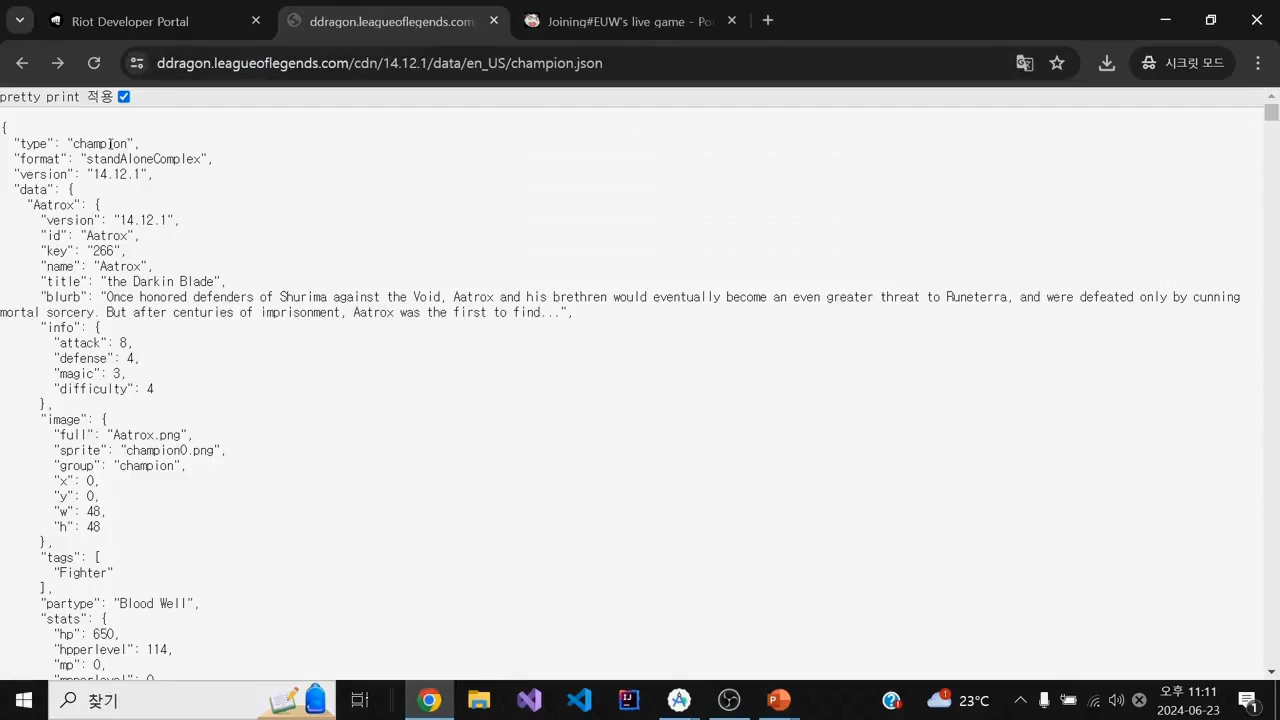 Riot Developer Portal
ddragon.leagueoflegends.com
Joining#EUW's live game - Po
ddragon.leagueoflegends.com/cdn/14.12.1/data/en_US/champion.json
시크릿 모드
pretty print 적용
{
"type": "champion",
"format": "standAloneComplex",
"version": "14.12.1",
"data": {
"Aatrox": {
"version": "14.12.1",
"id": "Aatrox",
"key": "266",
"name": "Aatrox",
"title": "the Darkin Blade",
"blurb": "Once honored defenders of Shurima against the Void, Aatrox and his brethren would eventually become an even greater threat to Runeterra, and were defeated only by cunning
mortal sorcery. But after centuries of imprisonment, Aatrox was the first to find...",
"info": {
"attack": 8,
"defense": 4,
"magic": 3,
"difficulty": 4
},
"image": {
"full": "Aatrox.png",
"sprite": "champion0.png",
"group": "champion",
"x": 0,
"y": 0,
"w": 48,
"h": 48
},
"tags": [
"Fighter"
],
"partype": "Blood Well",
"stats": {
"hp": 650,
"hpperlevel": 114,
"mp": 0,
"mpperlevel": 0
찾기
1
23°C
오후 11:11
2024-06-23
1